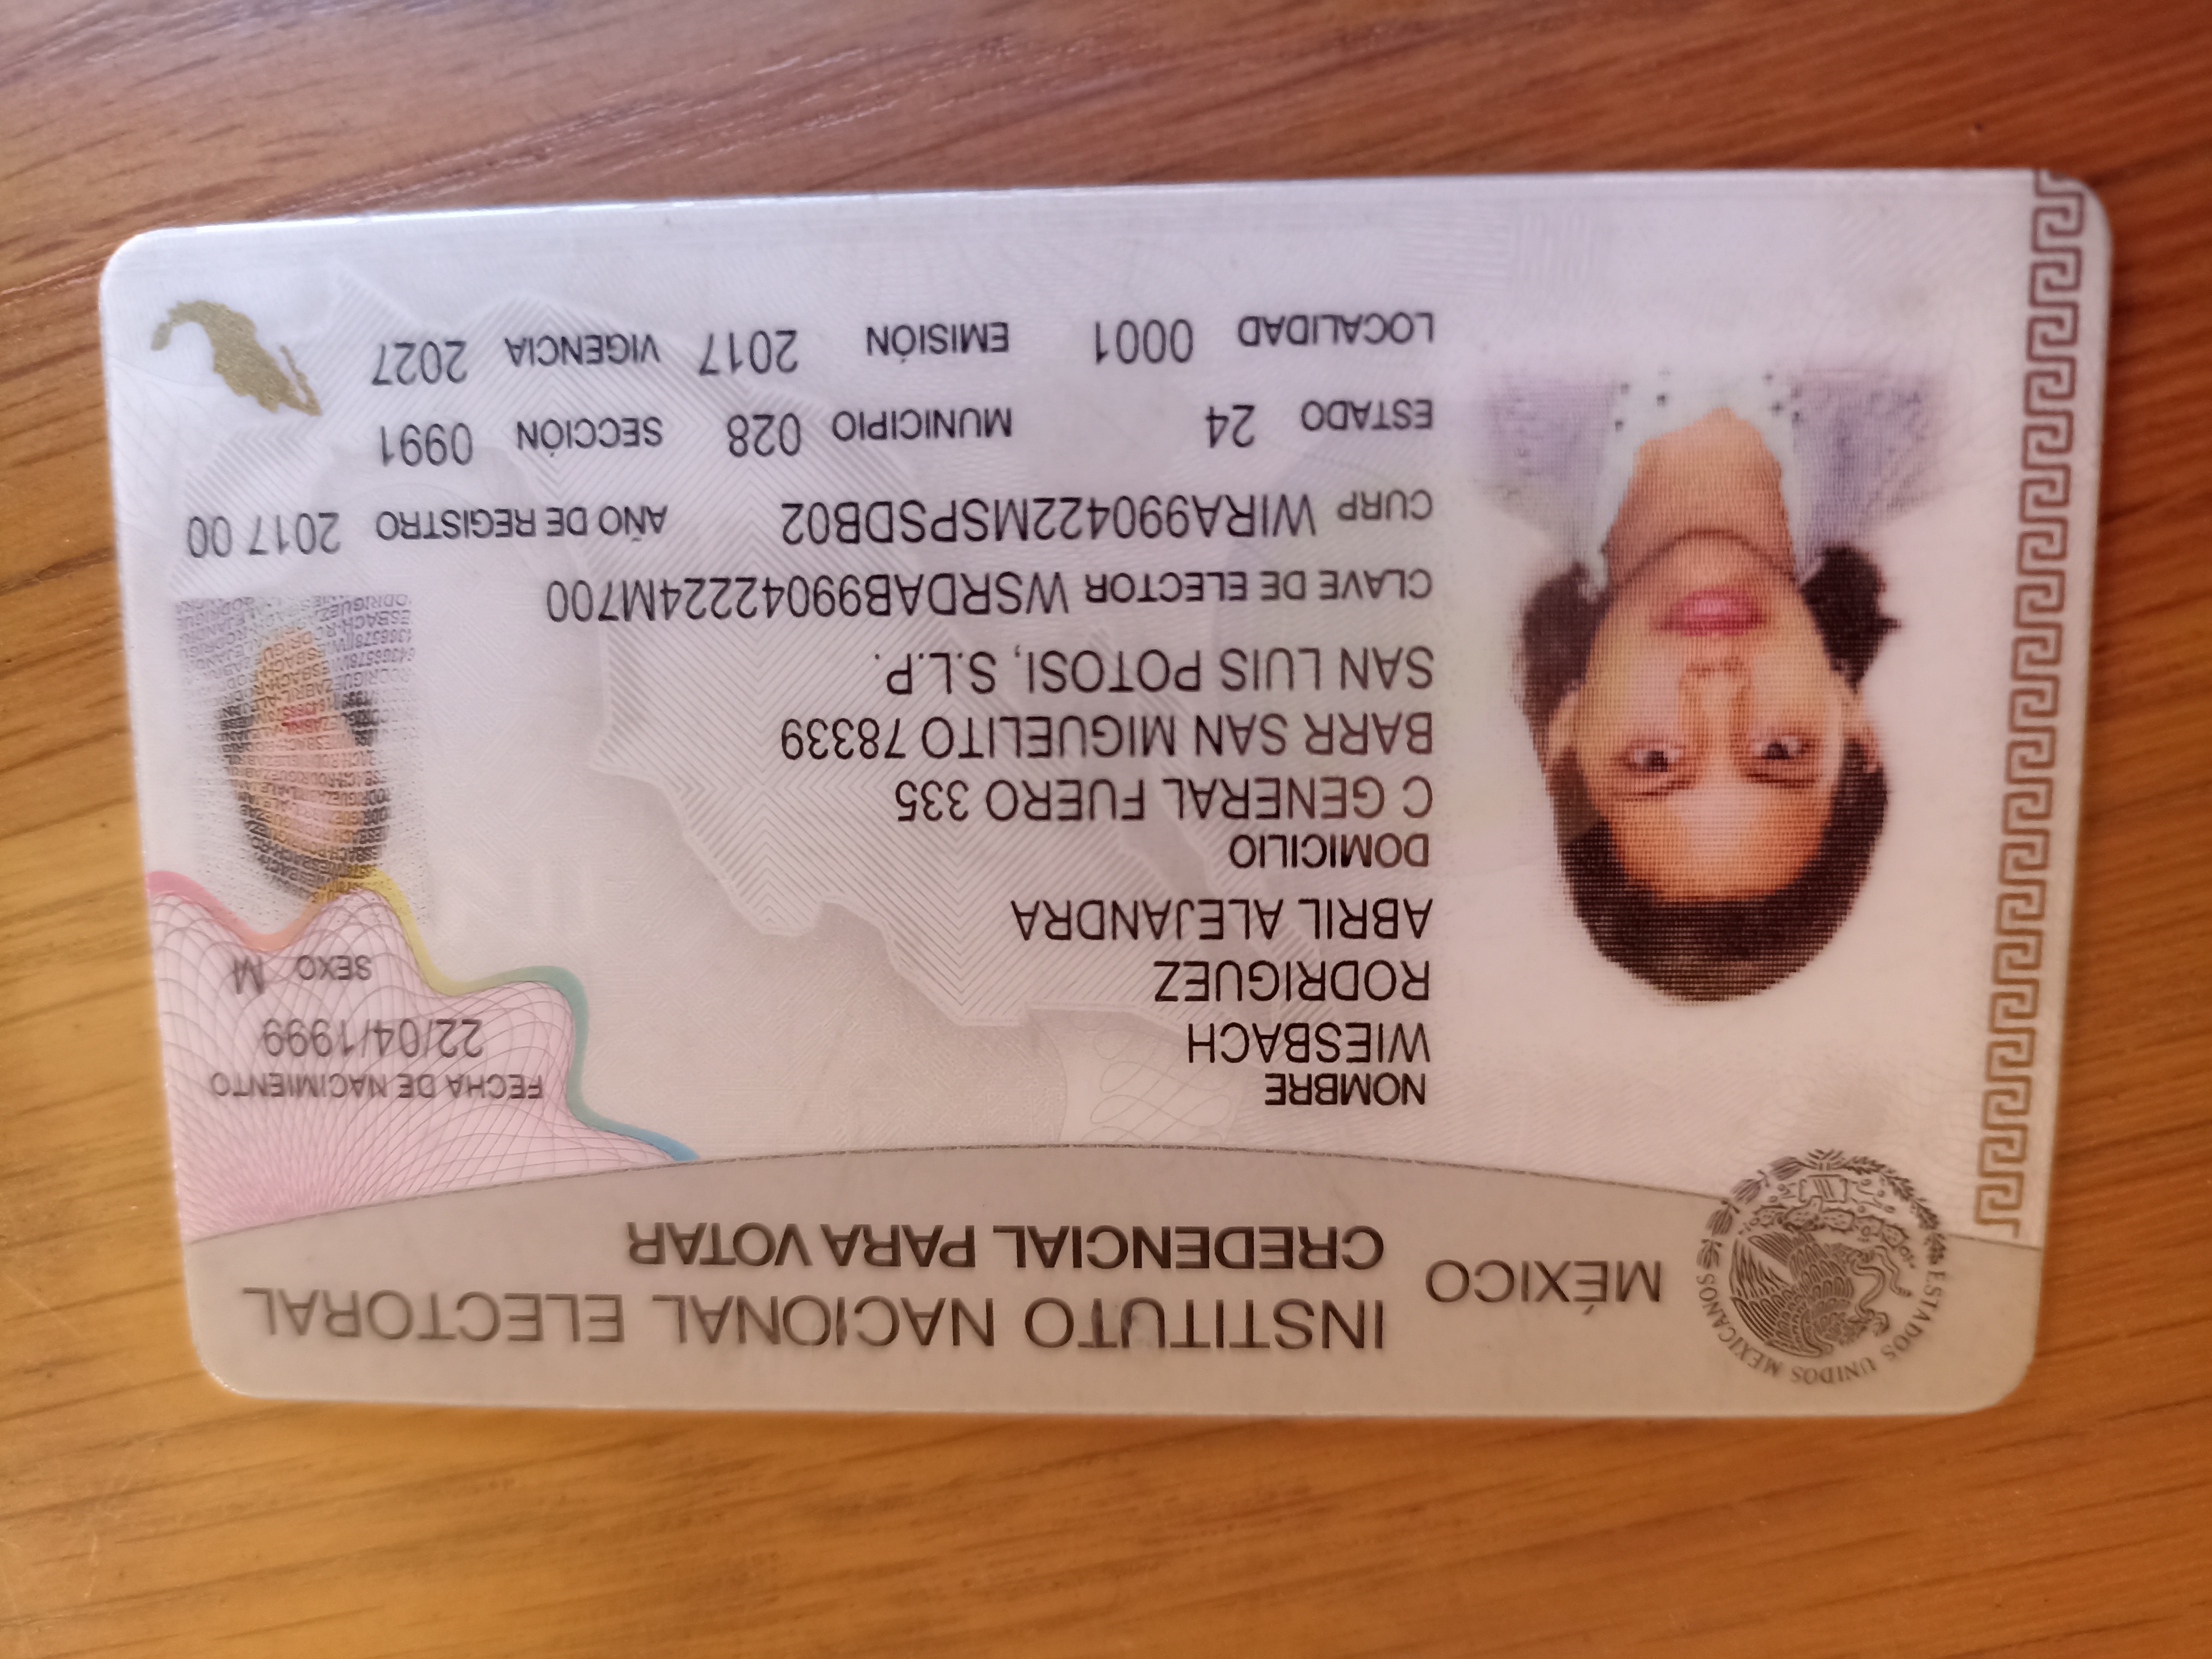 MÉXICO
INSTITUTO NACIONAL ELECTORAL
CREDENCIAL PARA VOTAR
ESTADOS UNIDOS MEXICANOS
NOMBRE
WIESBACH
RODRIGUEZ
ABRIL ALEJANDRA
FECHA DE NACIMIENTO
22/04/1999
SEXO M
DOMICILIO
C GENERAL FUERO 335
BARR SAN MIGUELITO 78339
SAN LUIS POTOSI, S.L.P.
CLAVE DE ELECTOR WSRDAB99042224M700
CURP WIRA990422MSPSDB02 AÑO DE REGISTRO 2017 00
ESTADO 24 MUNICIPIO 028 SECCIÓN 0991
LOCALIDAD 0001 EMISIÓN 2017 VIGENCIA 2027